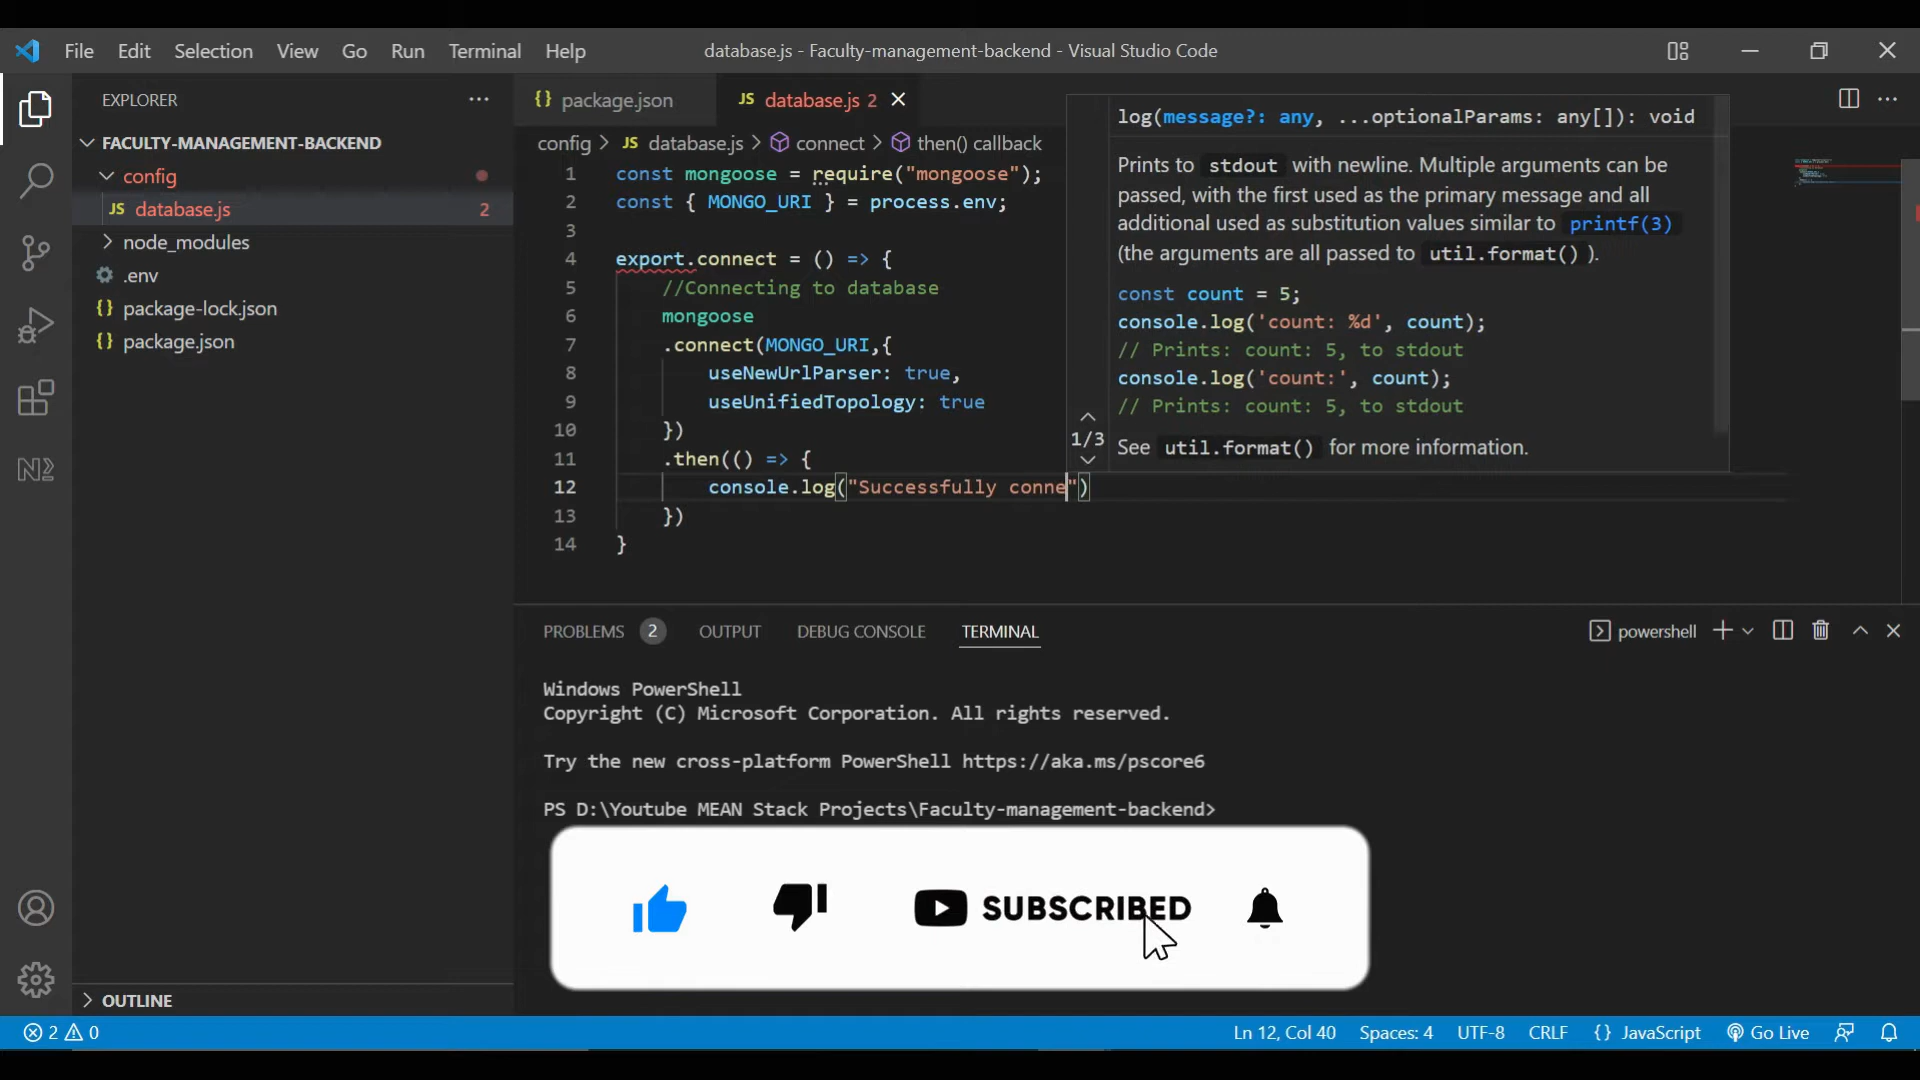 File Edit Selection View Go Run Terminal Help database.js - Faculty-management-backend - Visual Studio Code
EXPLORER
FACULTY-MANAGEMENT-BACKEND
config
JS database.js 2
node_modules
.env
{} package-lock.json
{} package.json
OUTLINE
{} package.json JS database.js 2
config > JS database.js > connect > then() callback
1 const mongoose = require("mongoose");
2 const { MONGO_URI } = process.env;
3
4 export.connect = () => {
5 //Connecting to database
6 mongoose
7 .connect(MONGO_URI,{
8 useNewUrlParser: true,
9 useUnifiedTopology: true
10 })
11 .then(() => {
12 console.log("Successfully conne")
13 })
14 }
log(message?: any, ...optionalParams: any[]): void
Prints to stdout with newline. Multiple arguments can be
passed, with the first used as the primary message and all
additional used as substitution values similar to printf(3)
(the arguments are all passed to util.format() ).
const count = 5;
console.log('count: %d', count);
// Prints: count: 5, to stdout
console.log('count:', count);
// Prints: count: 5, to stdout
1/3
See util.format() for more information.
PROBLEMS 2 OUTPUT DEBUG CONSOLE TERMINAL powershell
Windows PowerShell
Copyright (C) Microsoft Corporation. All rights reserved.
Try the new cross-platform PowerShell https://aka.ms/pscore6
PS D:\Youtube MEAN Stack Projects\Faculty-management-backend>
SUBSCRIBED
2 0 Ln 12, Col 40 Spaces: 4 UTF-8 CRLF {} JavaScript Go Live